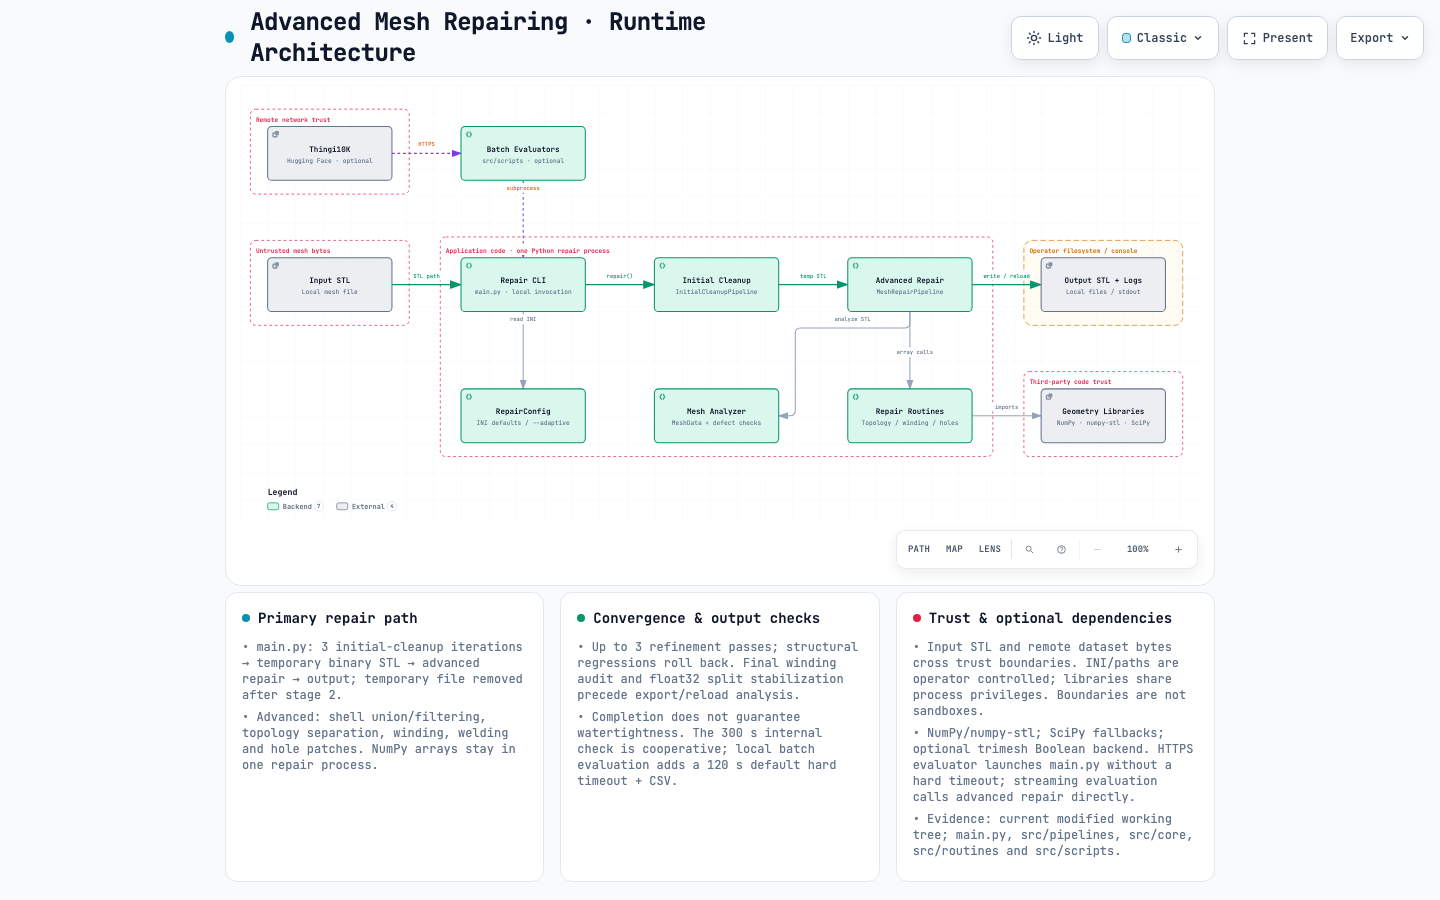 Advanced Mesh Repairing · Runtime
Architecture
Light
Classic
Present
Export
Remote network trust
Thingi10K
Hugging Face · optional
HTTPS
Batch Evaluators
src/scripts · optional
subprocess
Untrusted mesh bytes
Input STL
Local mesh file
STL path
Application code · one Python repair process
Repair CLI
main.py · local invocation
repair()
Initial Cleanup
InitialCleanupPipeline
temp STL
Advanced Repair
MeshRepairPipeline
write / reload
Operator filesystem / console
Output STL + Logs
Local files / stdout
read INI
analyze STL
array calls
RepairConfig
INI defaults / --adaptive
Mesh Analyzer
MeshData + defect checks
Repair Routines
Topology / winding / holes
imports
Third-party code trust
Geometry Libraries
NumPy · numpy-stl · SciPy
Legend
Backend 7
External 4
PATH MAP LENS 100%
Primary repair path
• main.py: 3 initial-cleanup iterations
→ temporary binary STL → advanced
repair → output; temporary file removed
after stage 2.
• Advanced: shell union/filtering,
topology separation, winding, welding
and hole patches. NumPy arrays stay in
one repair process.
Convergence & output checks
• Up to 3 refinement passes; structural
regressions roll back. Final winding
audit and float32 split stabilization
precede export/reload analysis.
• Completion does not guarantee
watertightness. The 300 s internal
check is cooperative; local batch
evaluation adds a 120 s default hard
timeout + CSV.
Trust & optional dependencies
• Input STL and remote dataset bytes
cross trust boundaries. INI/paths are
operator controlled; libraries share
process privileges. Boundaries are not
sandboxes.
• NumPy/numpy-stl; SciPy fallbacks;
optional trimesh Boolean backend. HTTPS
evaluator launches main.py without a
hard timeout; streaming evaluation
calls advanced repair directly.
• Evidence: current modified working
tree; main.py, src/pipelines, src/core,
src/routines and src/scripts.